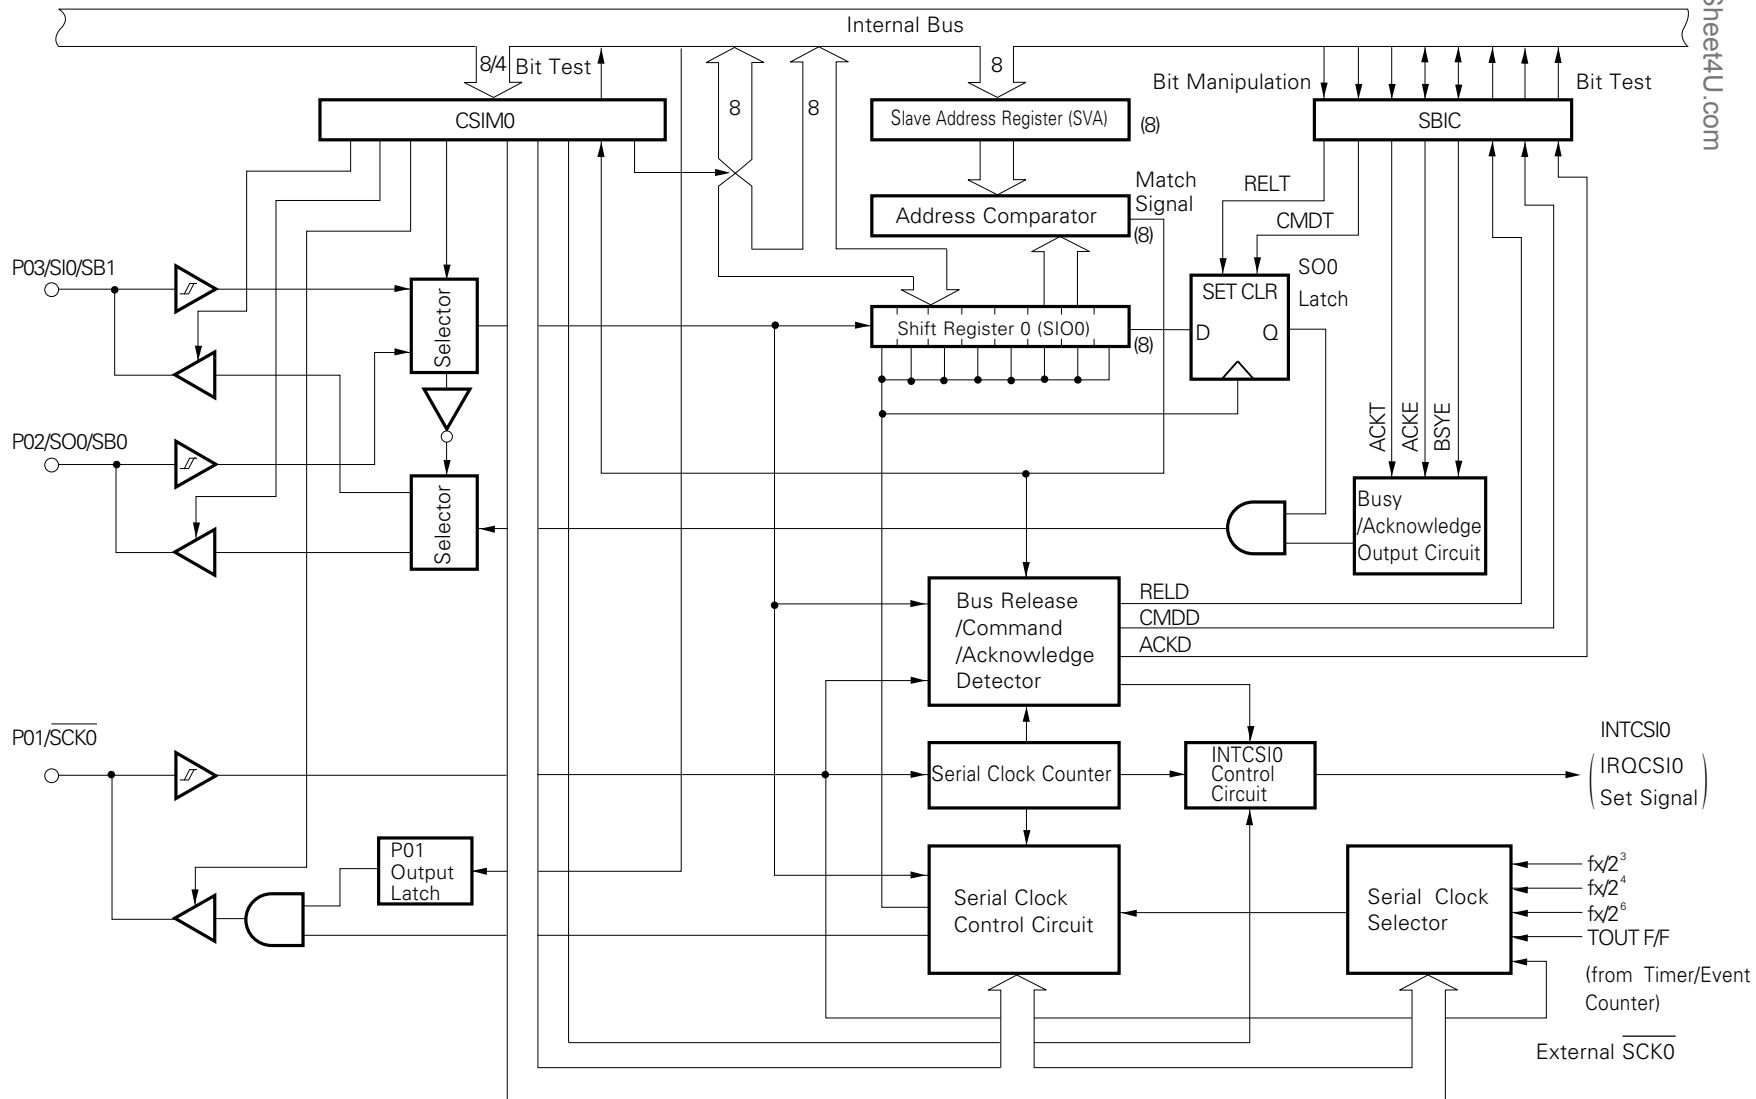 Internal Bus
Sheet4U.com
8/4
Bit Test
8
8
8
Bit Manipulation
Bit Test
CSIM0
Slave Address Register (SVA)
(8)
SBIC
Match
Signal
Address Comparator
(8)
RELT
CMDT
P03/SI0/SB1
Selector
SO0
Latch
SET CLR
D
Q
Shift Register 0 (SIO0)
(8)
P02/SO0/SB0
Selector
ACKT
ACKE
BSYE
Busy
/Acknowledge
Output Circuit
Bus Release
/Command
/Acknowledge
Detector
RELD
CMDD
ACKD
P01/SCK0
Serial Clock Counter
INTCSI0
Control
Circuit
INTCSI0
IRQCSI0
Set Signal
P01
Output
Latch
Serial Clock
Control Circuit
Serial Clock
Selector
fx/2³
fx/2⁴
fx/2⁶
TOUT F/F
(from Timer/Event
Counter)
External SCK0